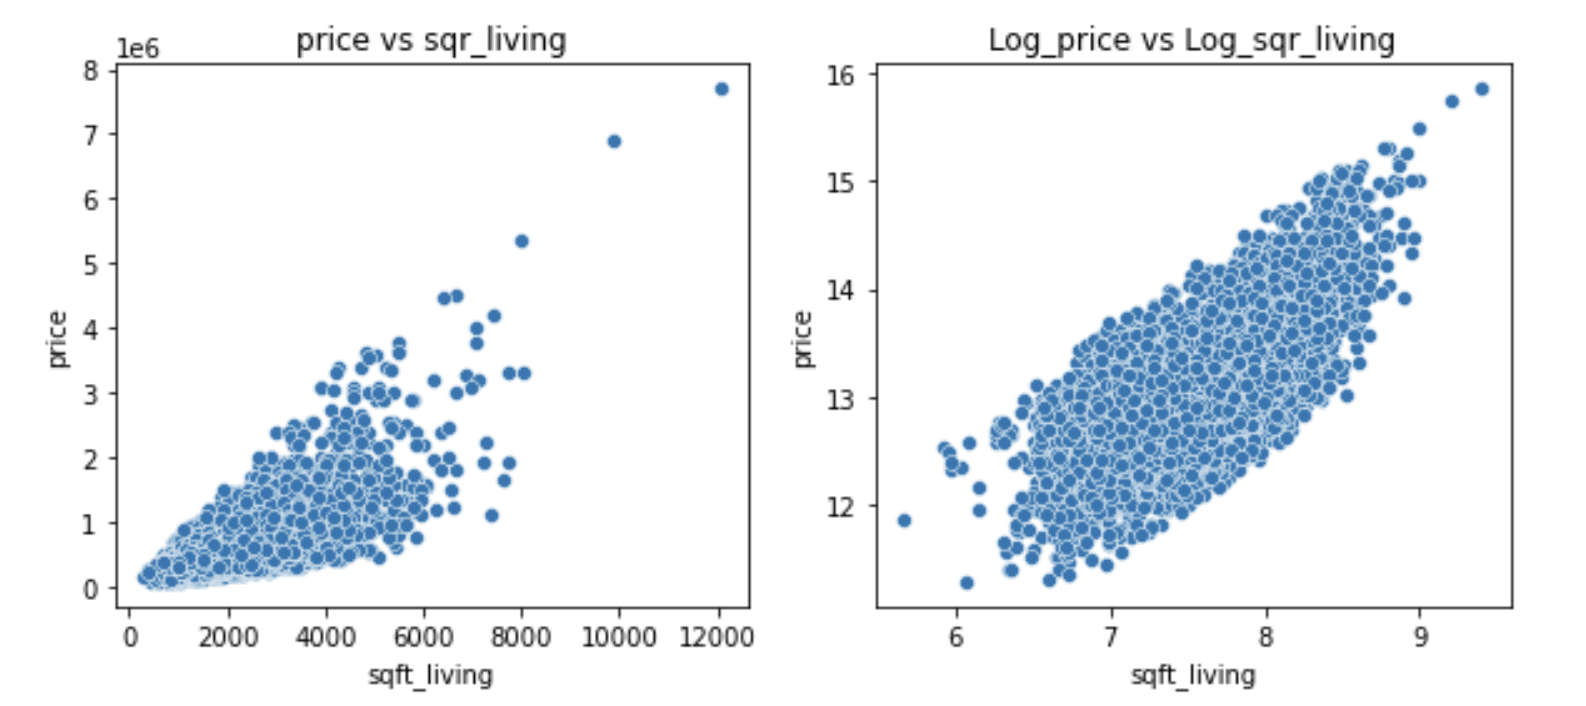 price vs sqr_living
1e6
8
7
6
5
4
3
2
1
0
price
0 2000 4000 6000 8000 10000 12000
sqft_living
Log_price vs Log_sqr_living
16
15
14
13
12
price
6 7 8 9
sqft_living